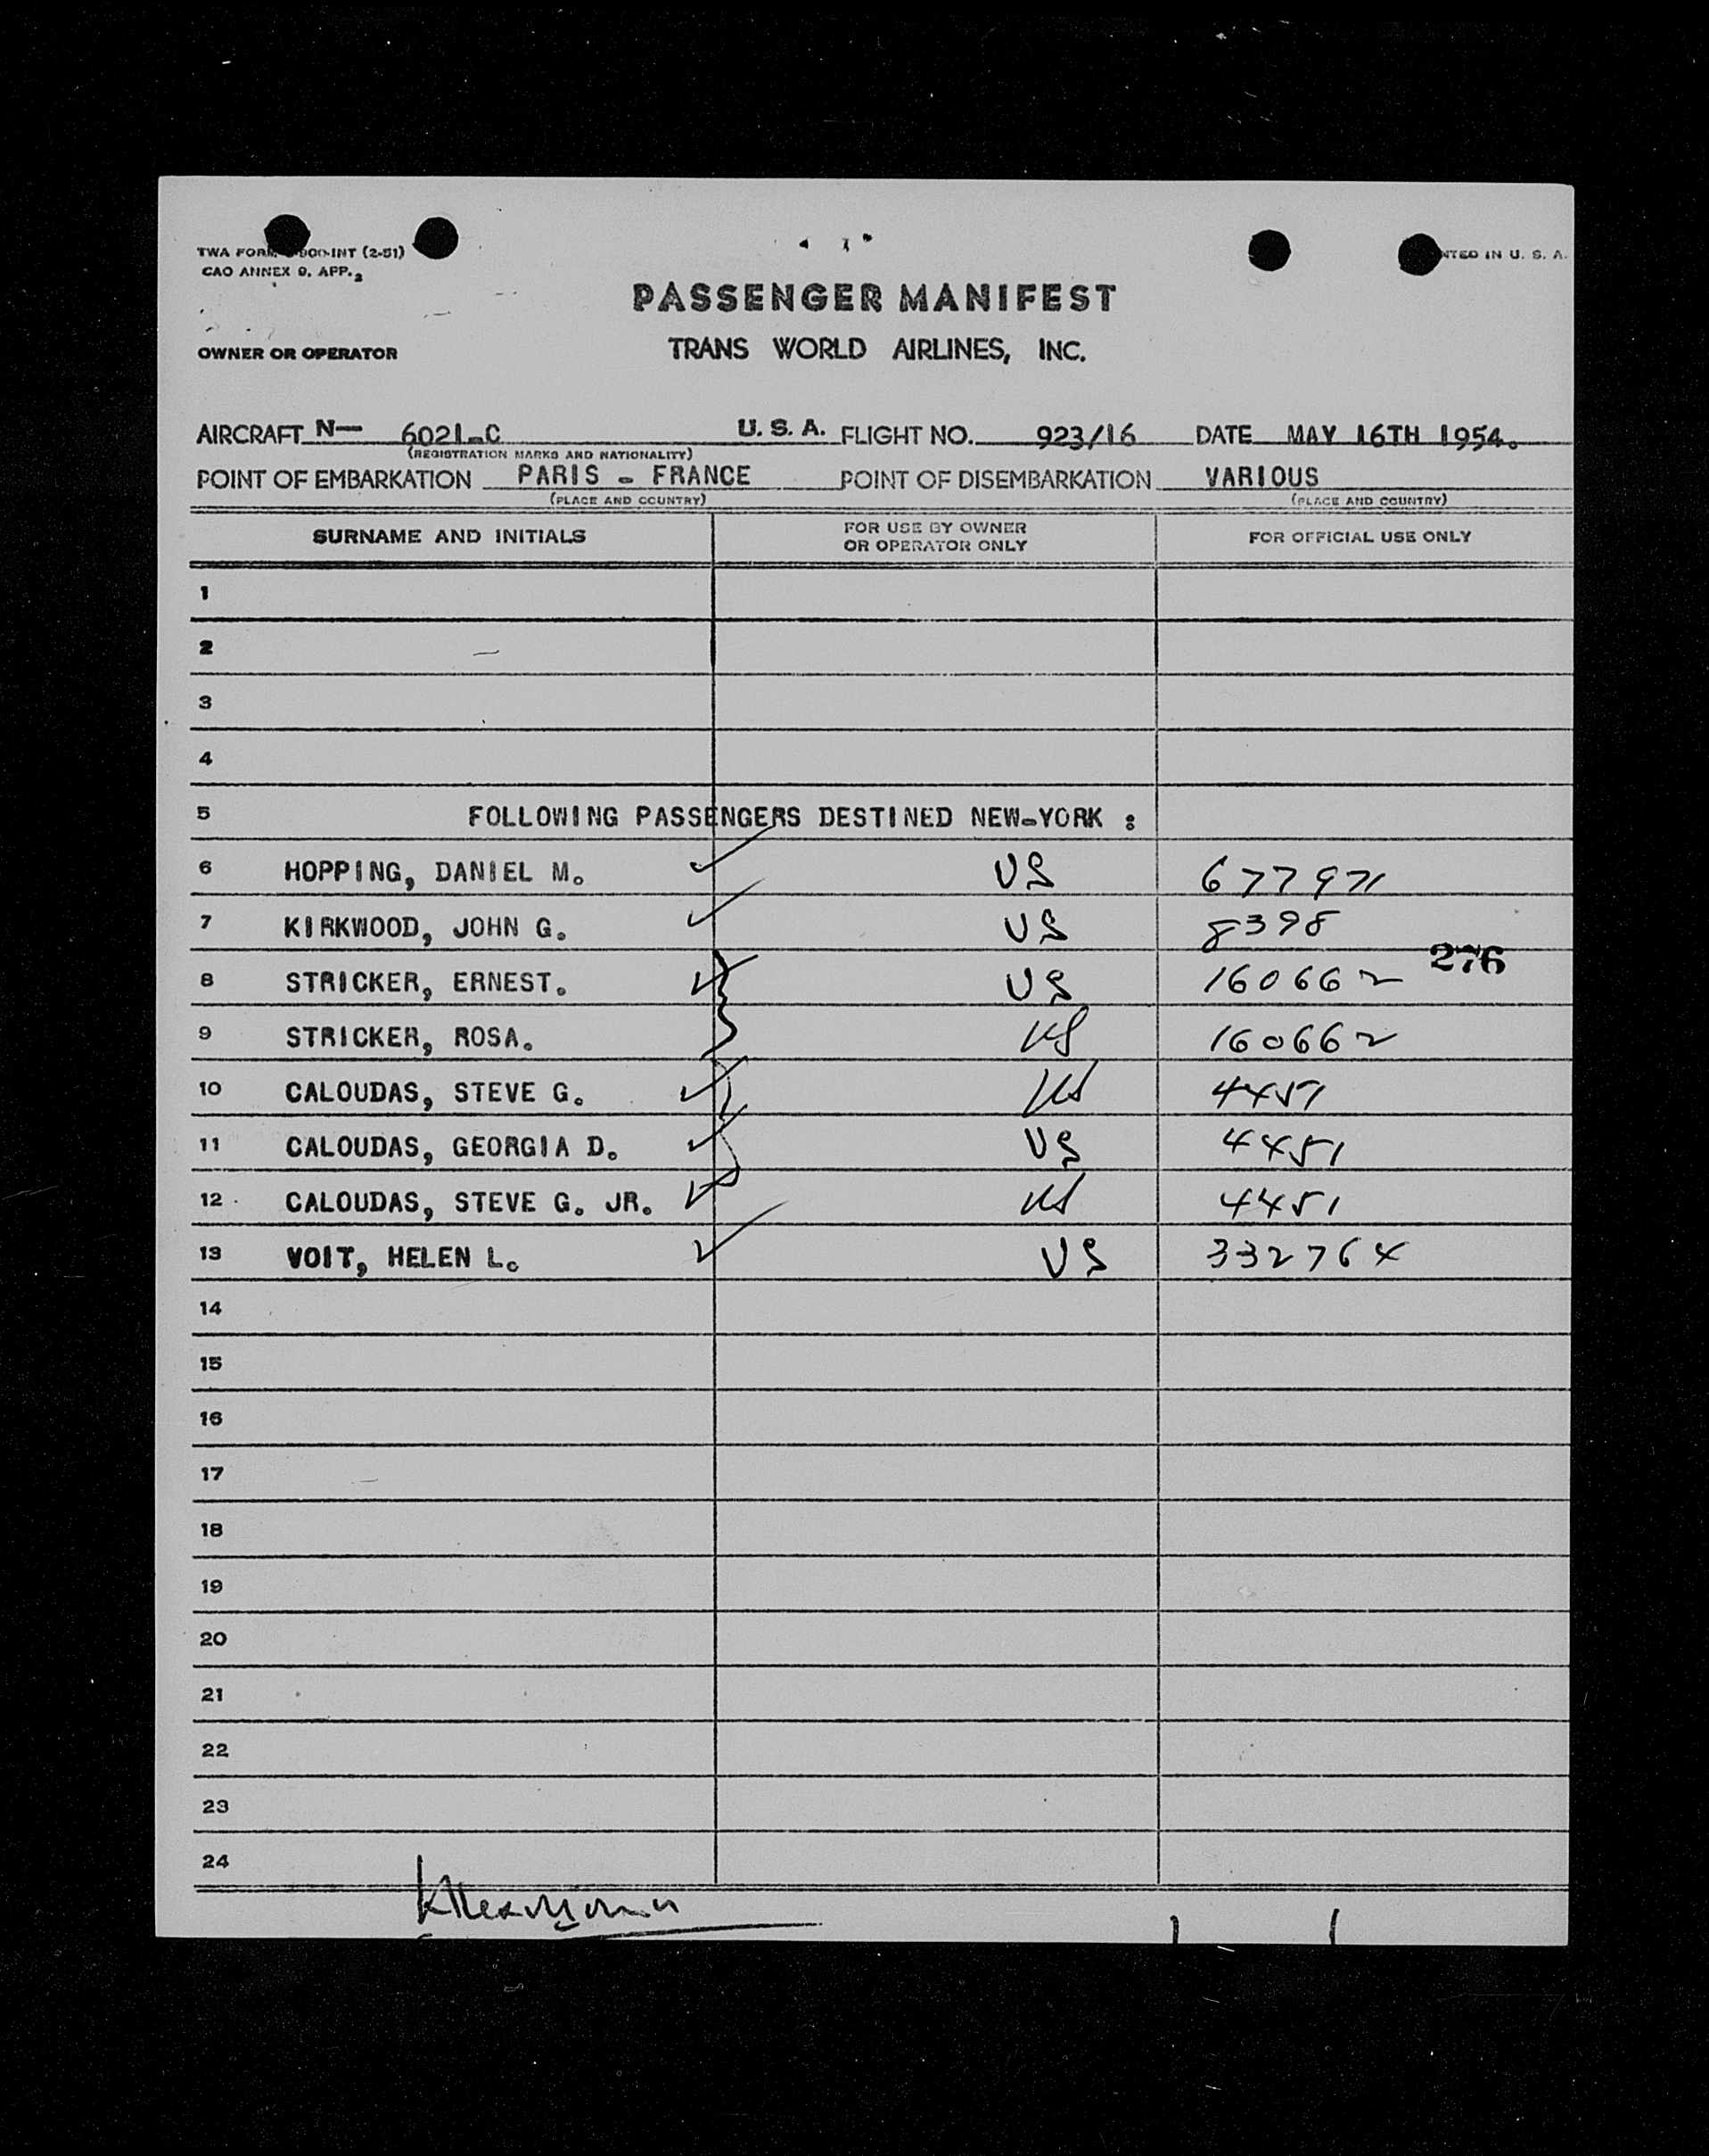 TWA FORM 900-INT (2-51)
CAO ANNEX 9, APP. 2
NTED IN U. S. A.
PASSENGER MANIFEST
OWNER OR OPERATOR TRANS WORLD AIRLINES, INC.
AIRCRAFT N— 6021-C U. S. A. FLIGHT NO. 923/16 DATE MAY 16TH 1954.
(REGISTRATION MARKS AND NATIONALITY)
POINT OF EMBARKATION PARIS - FRANCE POINT OF DISEMBARKATION VARIOUS
(PLACE AND COUNTRY) (PLACE AND COUNTRY)
SURNAME AND INITIALS FOR USE BY OWNER OR OPERATOR ONLY FOR OFFICIAL USE ONLY
1
2
3
4
5 FOLLOWING PASSENGERS DESTINED NEW-YORK :
6 HOPPING, DANIEL M. US 677971
7 KIRKWOOD, JOHN G. US 8398
276
8 STRICKER, ERNEST. US 160662
9 STRICKER, ROSA. US 160662
10 CALOUDAS, STEVE G. US 4451
11 CALOUDAS, GEORGIA D. US 4451
12 CALOUDAS, STEVE G. JR. US 4451
13 VOIT, HELEN L. US 332764
14
15
16
17
18
19
20
21
22
23
24